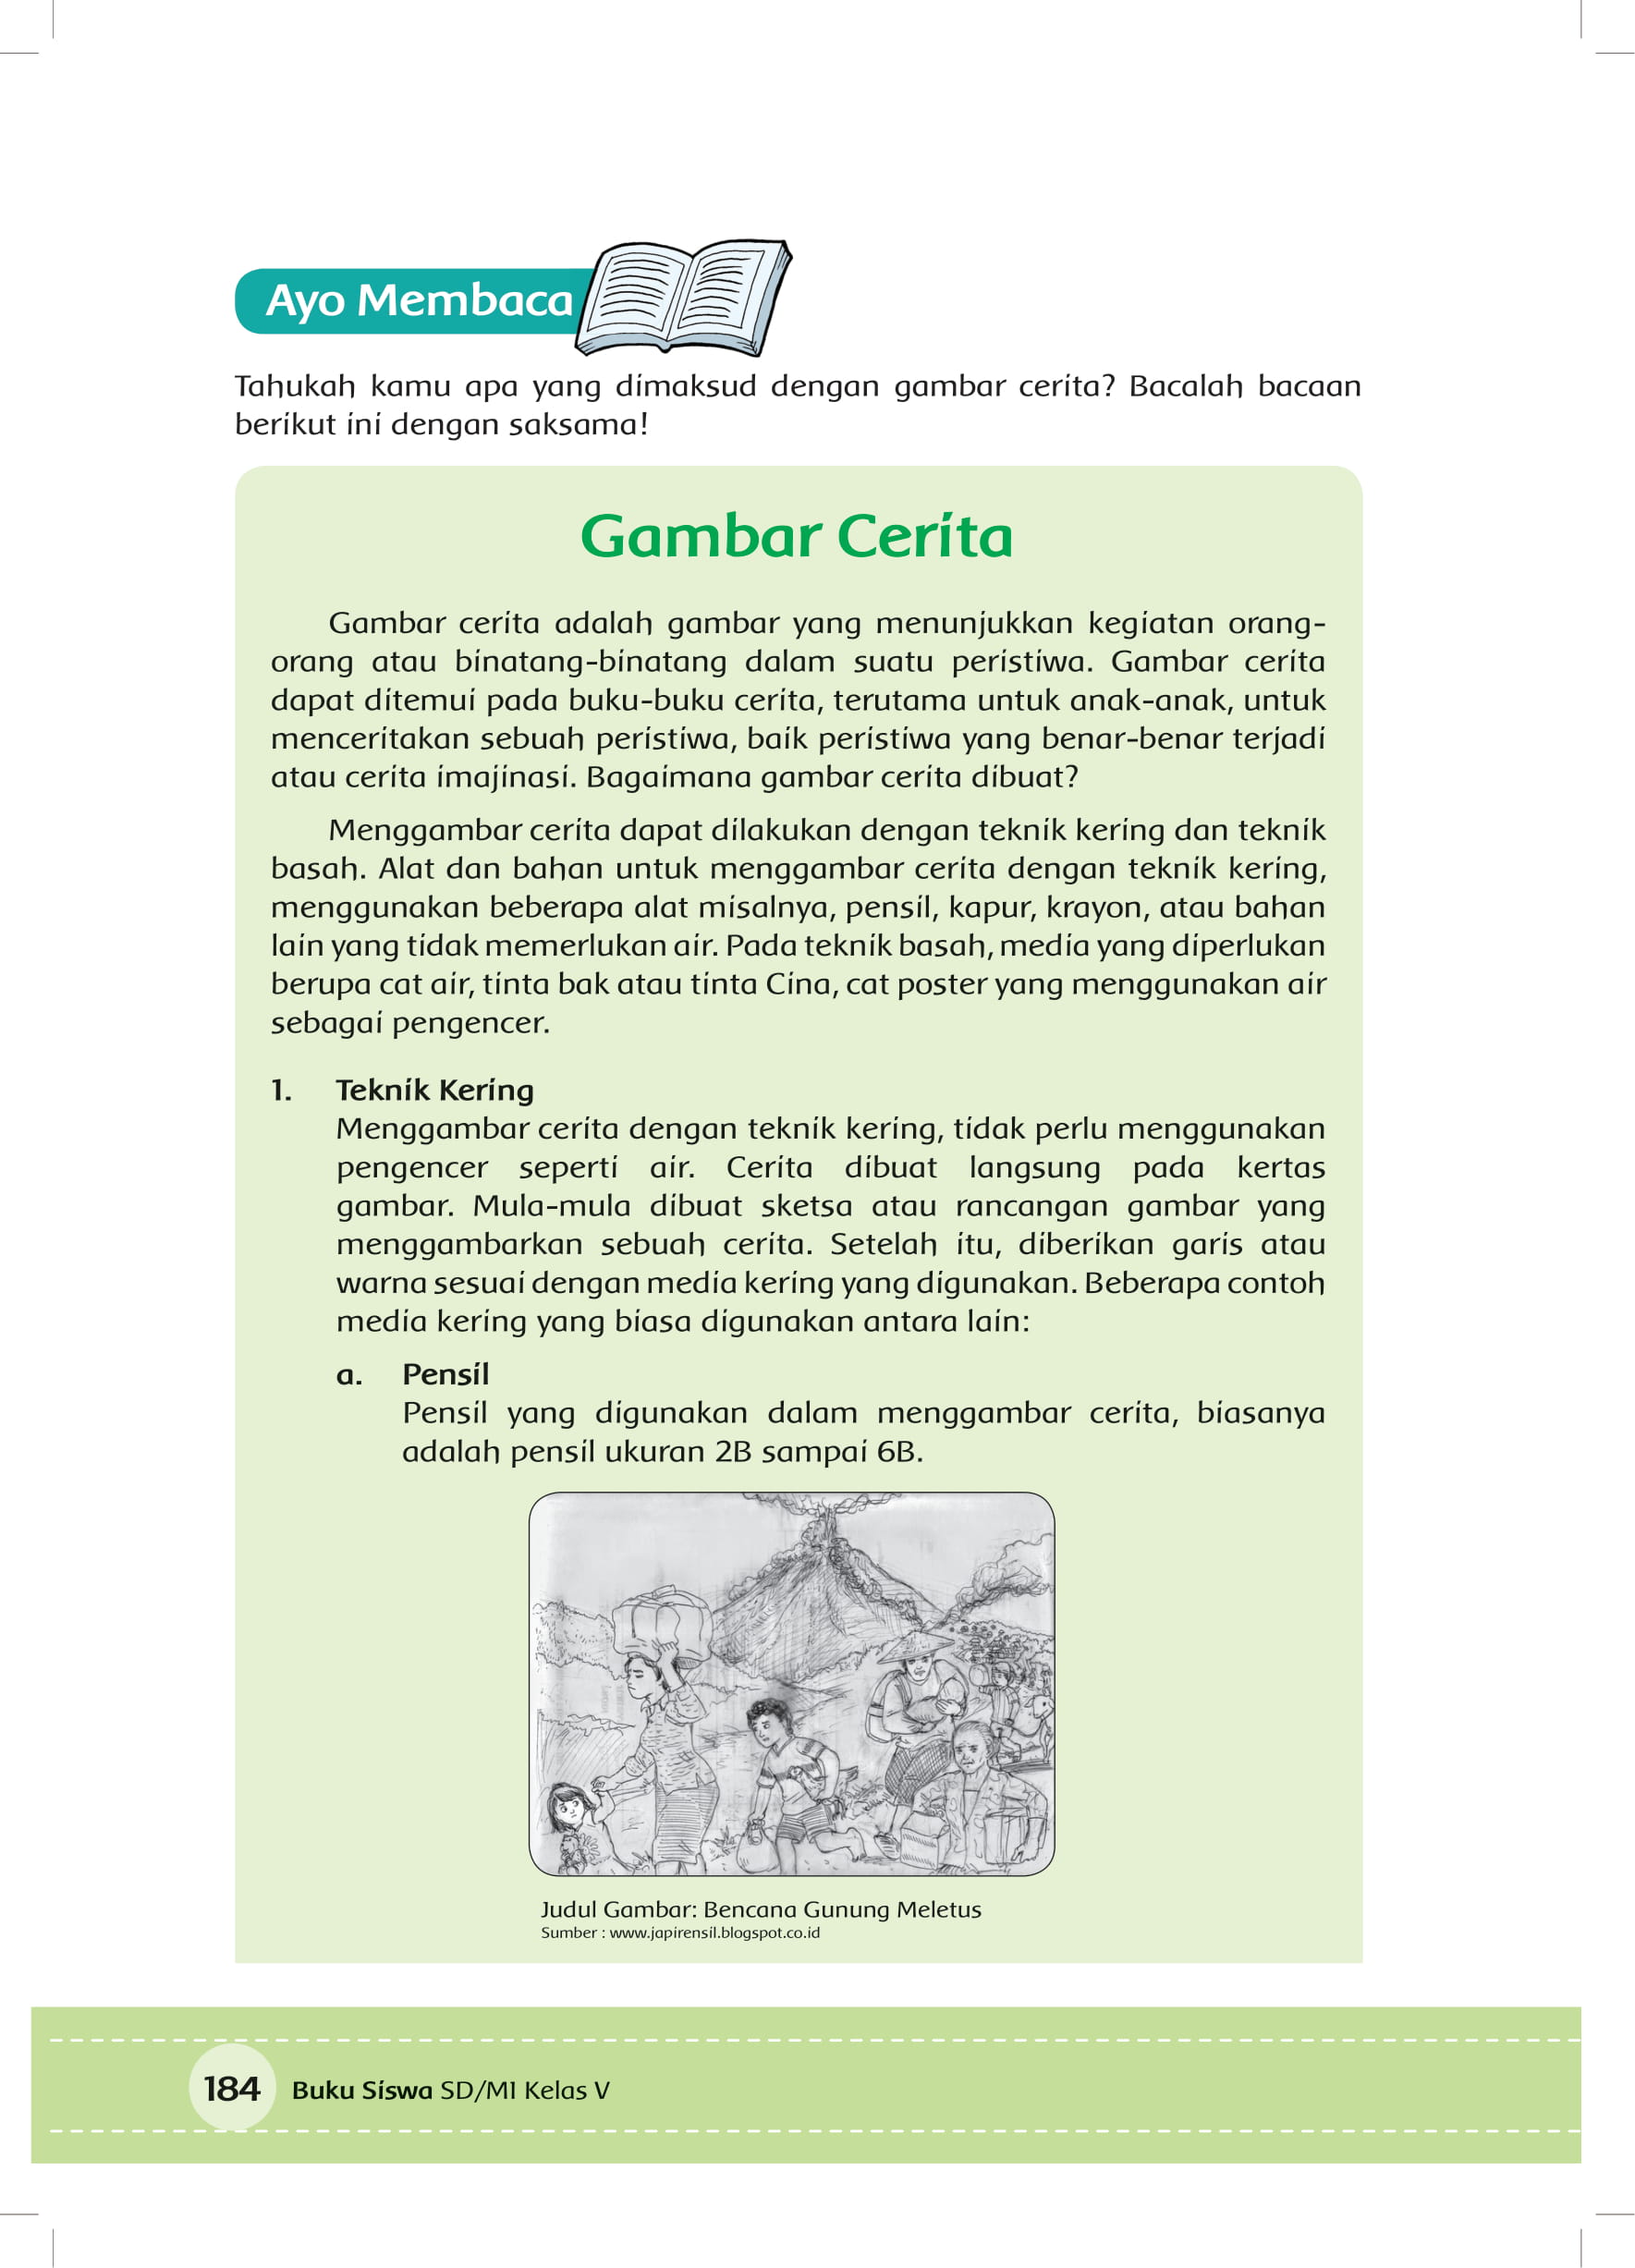 Ayo Membaca
Tahukah kamu apa yang dimaksud dengan gambar cerita? Bacalah bacaan
berikut ini dengan saksama!
Gambar Cerita
Gambar cerita adalah gambar yang menunjukkan kegiatan orang-
orang atau binatang-binatang dalam suatu peristiwa. Gambar cerita
dapat ditemui pada buku-buku cerita, terutama untuk anak-anak, untuk
menceritakan sebuah peristiwa, baik peristiwa yang benar-benar terjadi
atau cerita imajinasi. Bagaimana gambar cerita dibuat?
Menggambar cerita dapat dilakukan dengan teknik kering dan teknik
basah. Alat dan bahan untuk menggambar cerita dengan teknik kering,
menggunakan beberapa alat misalnya, pensil, kapur, krayon, atau bahan
lain yang tidak memerlukan air. Pada teknik basah, media yang diperlukan
berupa cat air, tinta bak atau tinta Cina, cat poster yang menggunakan air
sebagai pengencer.
1. Teknik Kering
Menggambar cerita dengan teknik kering, tidak perlu menggunakan
pengencer seperti air. Cerita dibuat langsung pada kertas
gambar. Mula-mula dibuat sketsa atau rancangan gambar yang
menggambarkan sebuah cerita. Setelah itu, diberikan garis atau
warna sesuai dengan media kering yang digunakan. Beberapa contoh
media kering yang biasa digunakan antara lain:
a. Pensil
Pensil yang digunakan dalam menggambar cerita, biasanya
adalah pensil ukuran 2B sampai 6B.
Judul Gambar: Bencana Gunung Meletus
Sumber : www.japirensil.blogspot.co.id
184 Buku Siswa SD/MI Kelas V